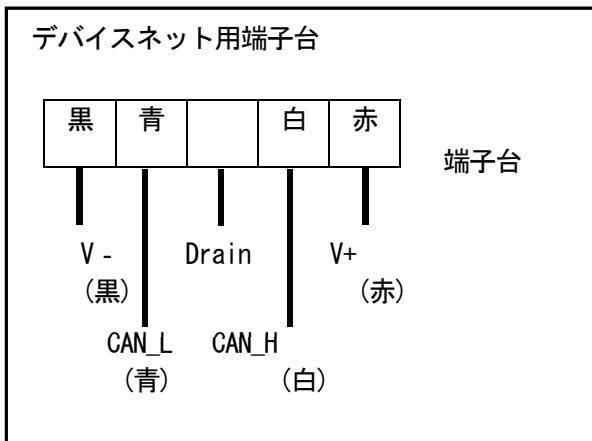 デバイスネット用端子台
黒 青 白 赤
端子台
V - Drain V+
(黒) (赤)
CAN_L CAN_H
(青) (白)